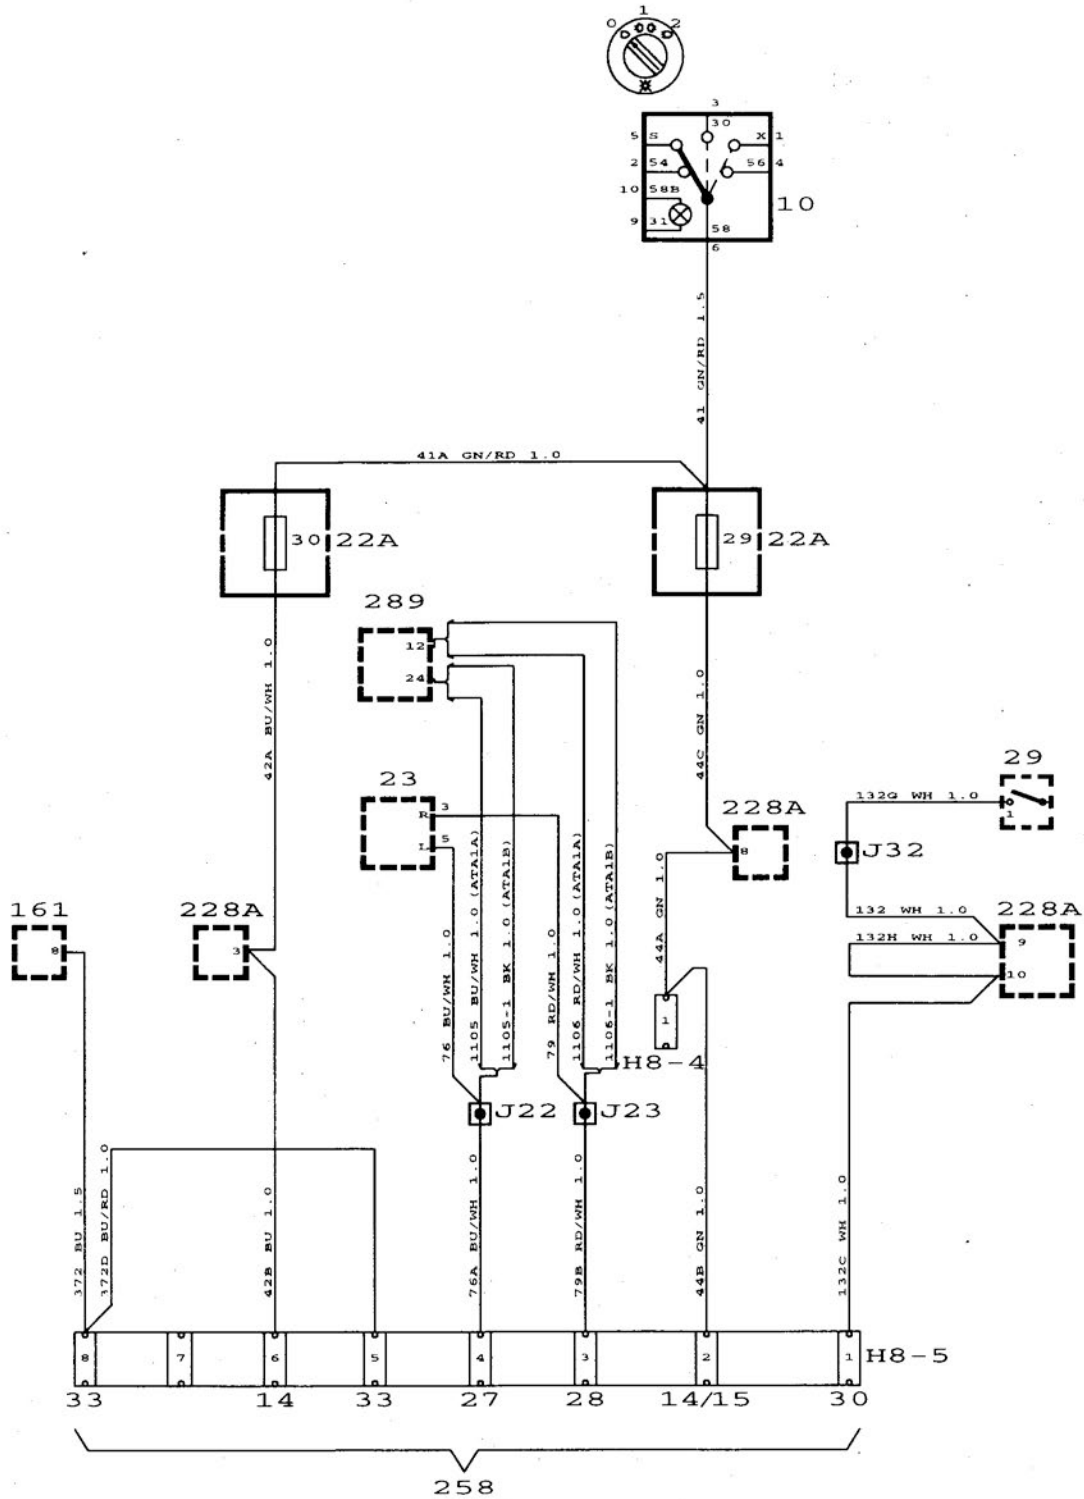 1
0 2
3
30
5 S X 1
2 54 56 4
10 58B
10
9 31
58
6
41 GN/RD 1.5
41A GN/RD 1.0
30 22A
29 22A
289
12
24
42A BU/WH 1.0
44C GN 1.0
23
R 3
L 5
29
1
132G WH 1.0
228A
8
J32
161
8
228A
3
132 WH 1.0
132H WH 1.0
228A
9
10
76 BU/WH 1.0
1105 BU/WH 1.0 (ATA1A)
1105-1 BK 1.0 (ATA1B)
79 RD/WH 1.0
1106 RD/WH 1.0 (ATA1A)
1106-1 BK 1.0 (ATA1B)
44A GN 1.0
1
H8-4
J22
J23
372 BU 1.5
372D BU/RD 1.0
42B BU 1.0
76A BU/WH 1.0
79B RD/WH 1.0
44B GN 1.0
132C WH 1.0
8 7 6 5 4 3 2 1 H8-5
33 14 33 27 28 14/15 30
258